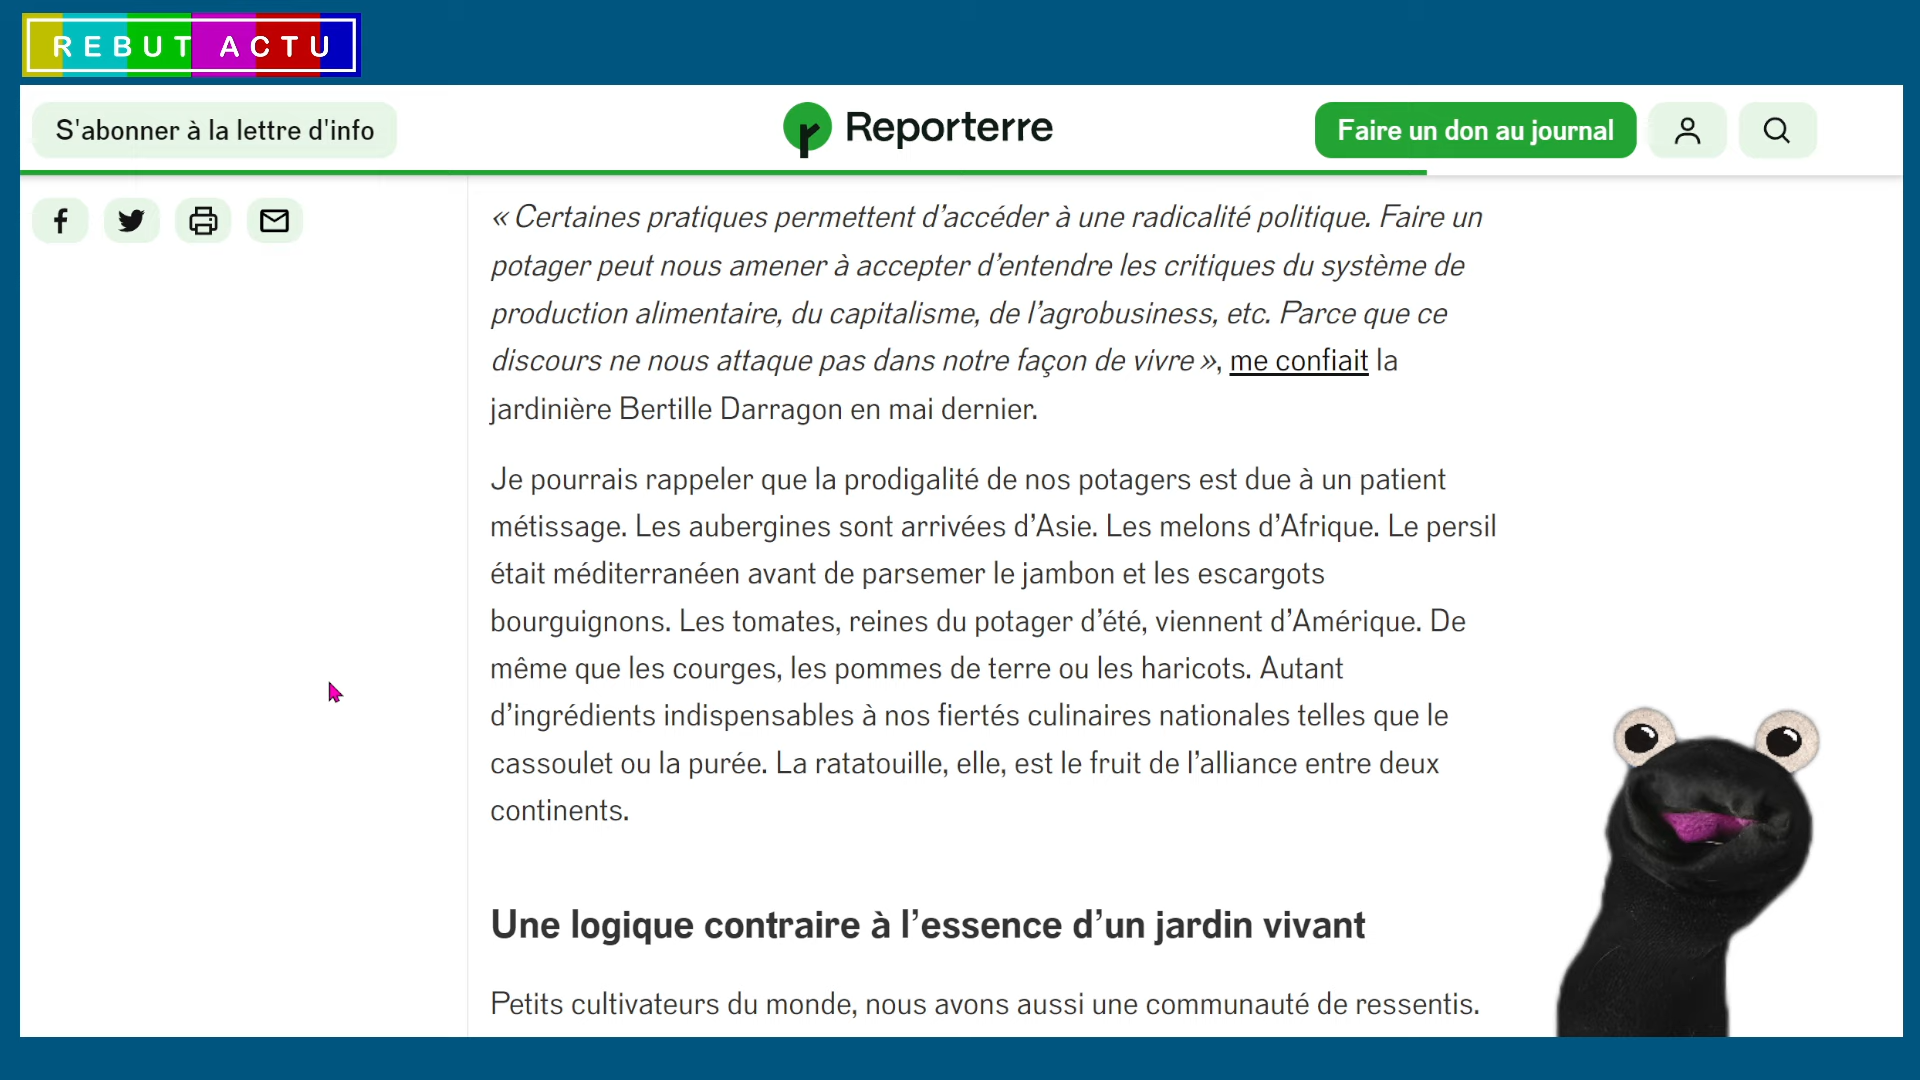 REBUT ACTU
S'abonner à la lettre d'info
Reporterre
Faire un don au journal
« Certaines pratiques permettent d’accéder à une radicalité politique. Faire un
potager peut nous amener à accepter d’entendre les critiques du système de
production alimentaire, du capitalisme, de l’agrobusiness, etc. Parce que ce
discours ne nous attaque pas dans notre façon de vivre », me confiait la
jardinière Bertille Darragon en mai dernier.
Je pourrais rappeler que la prodigalité de nos potagers est due à un patient
métissage. Les aubergines sont arrivées d’Asie. Les melons d’Afrique. Le persil
était méditerranéen avant de parsemer le jambon et les escargots
bourguignons. Les tomates, reines du potager d’été, viennent d’Amérique. De
même que les courges, les pommes de terre ou les haricots. Autant
d’ingrédients indispensables à nos fiertés culinaires nationales telles que le
cassoulet ou la purée. La ratatouille, elle, est le fruit de l’alliance entre deux
continents.
Une logique contraire à l’essence d’un jardin vivant
Petits cultivateurs du monde, nous avons aussi une communauté de ressentis.